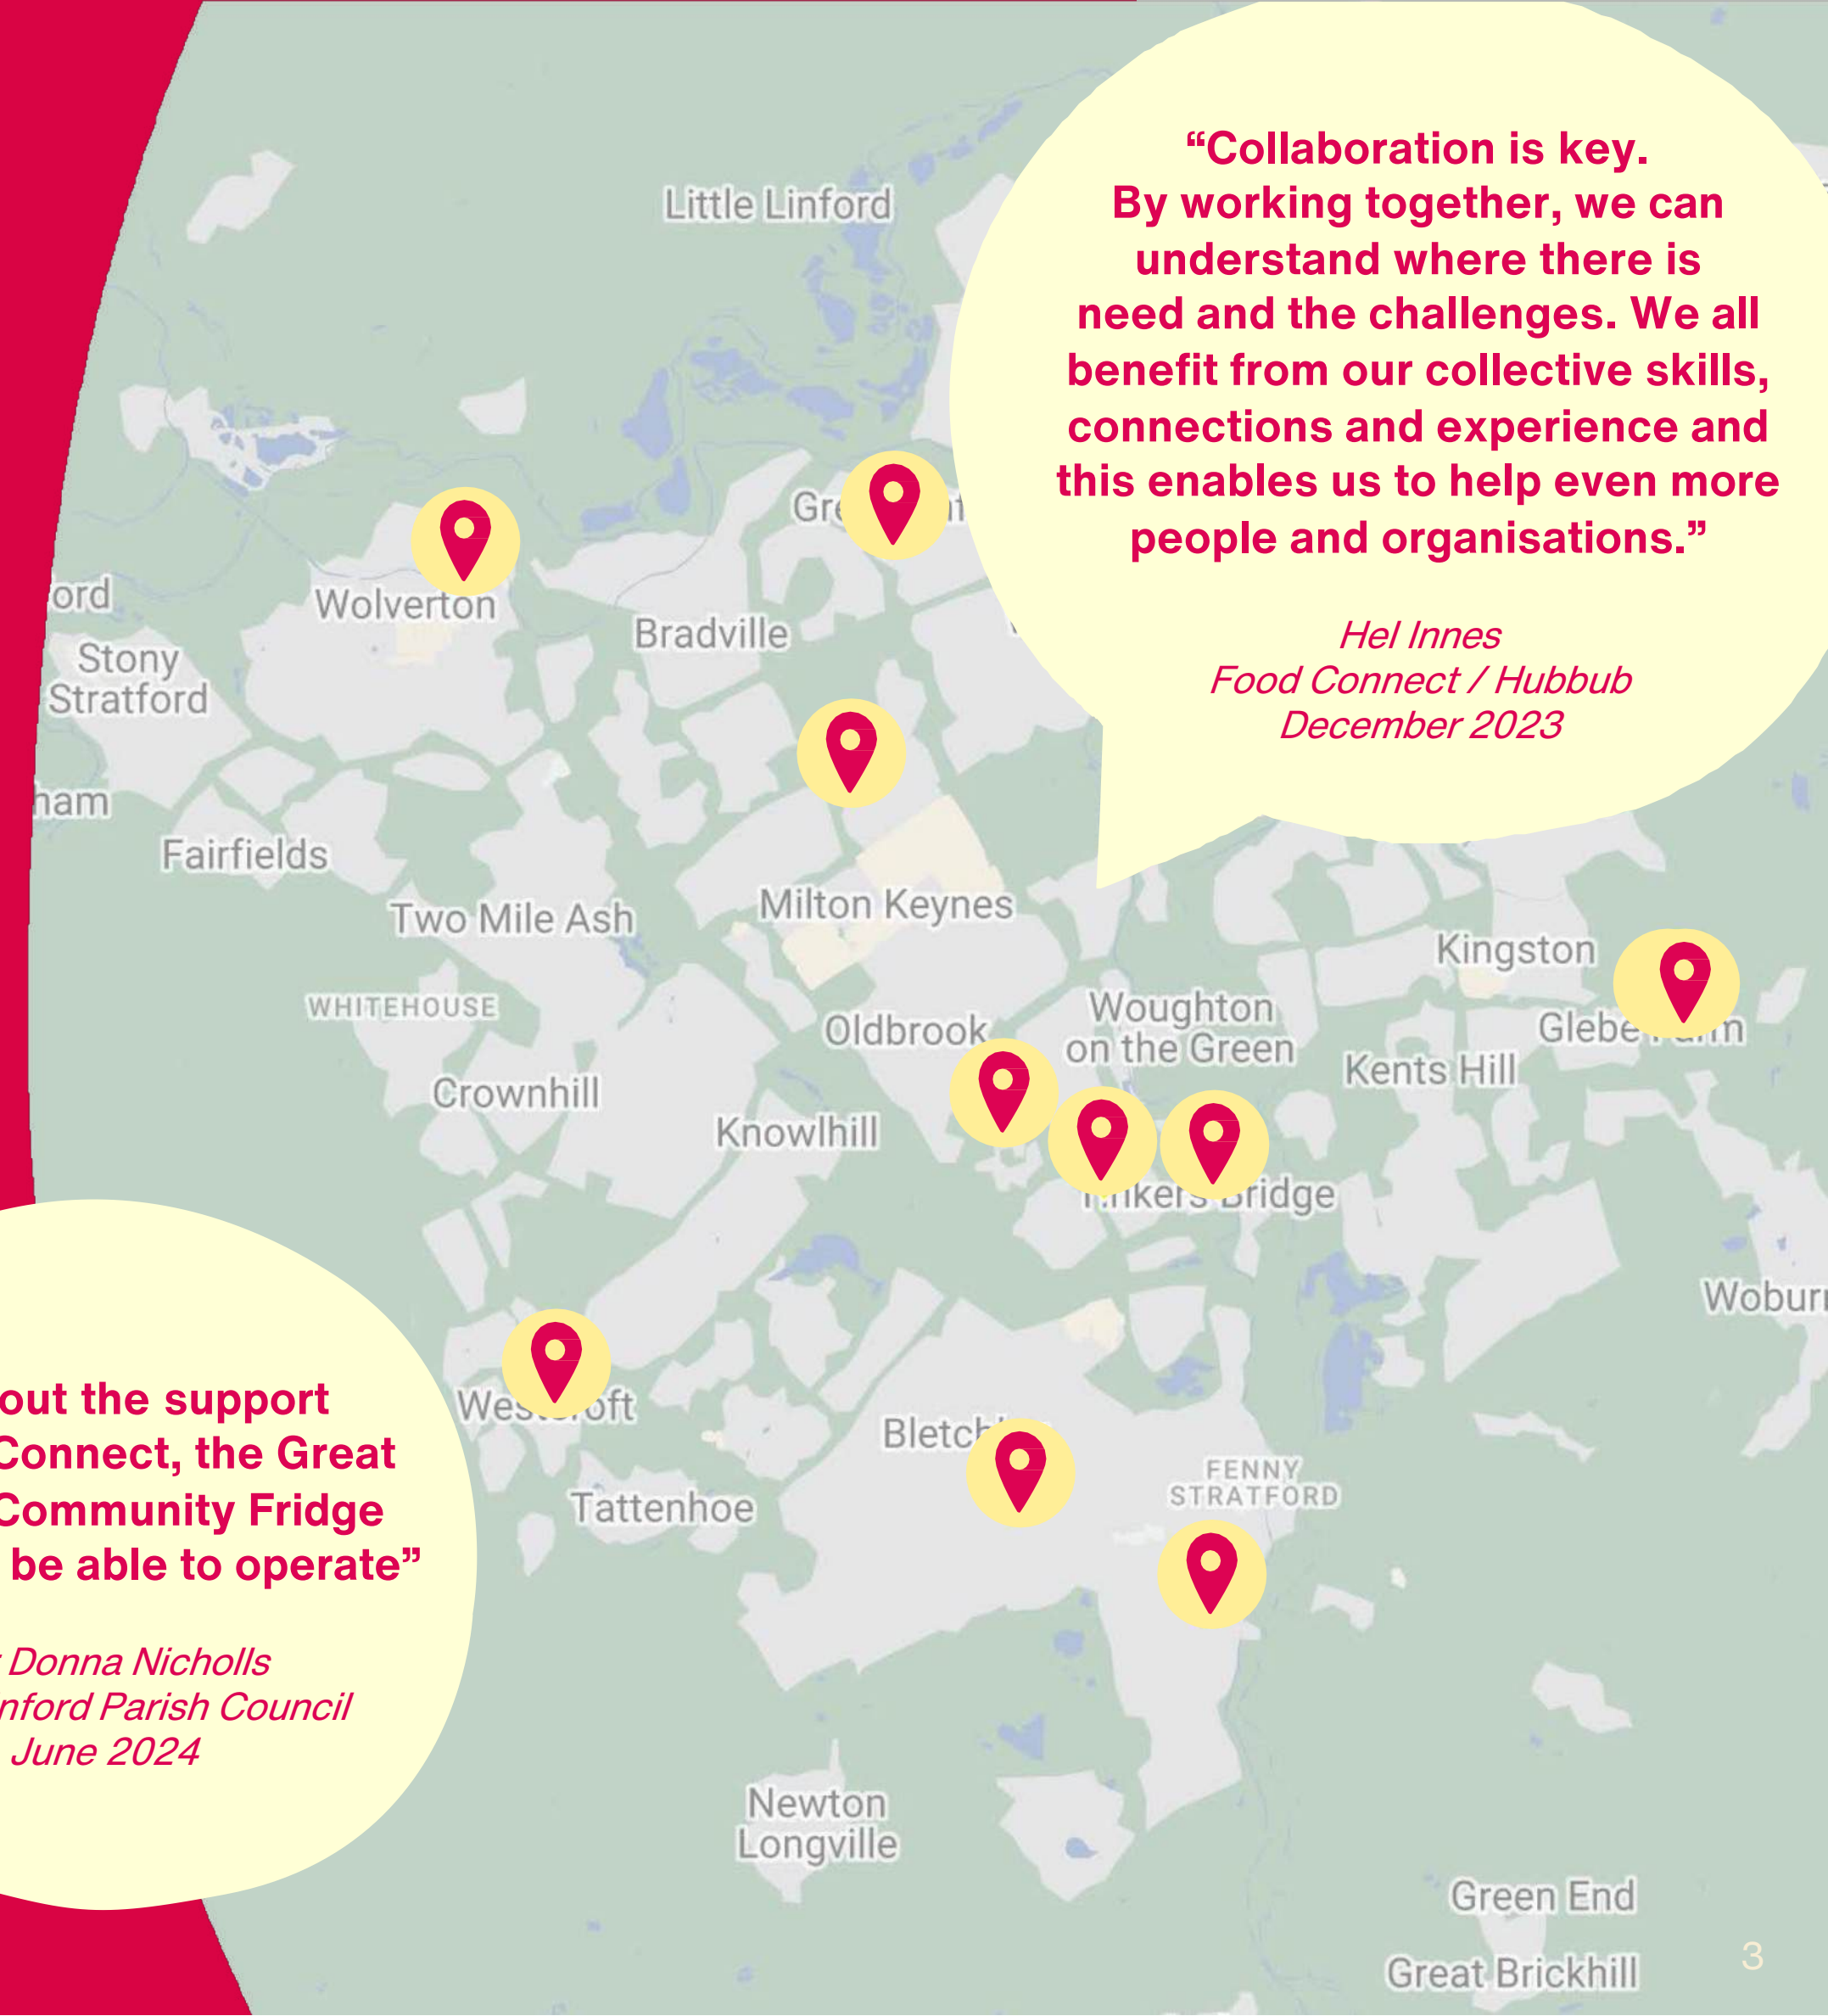 “Collaboration is key.
By working together, we can
understand where there is
need and the challenges. We all
benefit from our collective skills,
connections and experience and
this enables us to help even more
people and organisations.”
Hel Innes
Food Connect / Hubbub
December 2023
Little Linford
Wolverton
Bradville
Stony
Stratford
Fairfields
Two Mile Ash
Milton Keynes
Kingston
WHITEHOUSE
Oldbrook
Woughton
on the Green
Kents Hill
Crownhill
Knowlhill
Bridge
out the support
Connect, the Great
Community Fridge
be able to operate”
Donna Nicholls
nford Parish Council
June 2024
Tattenhoe
FENNY
STRATFORD
Newton
Longville
Green End
Great Brickhill
3